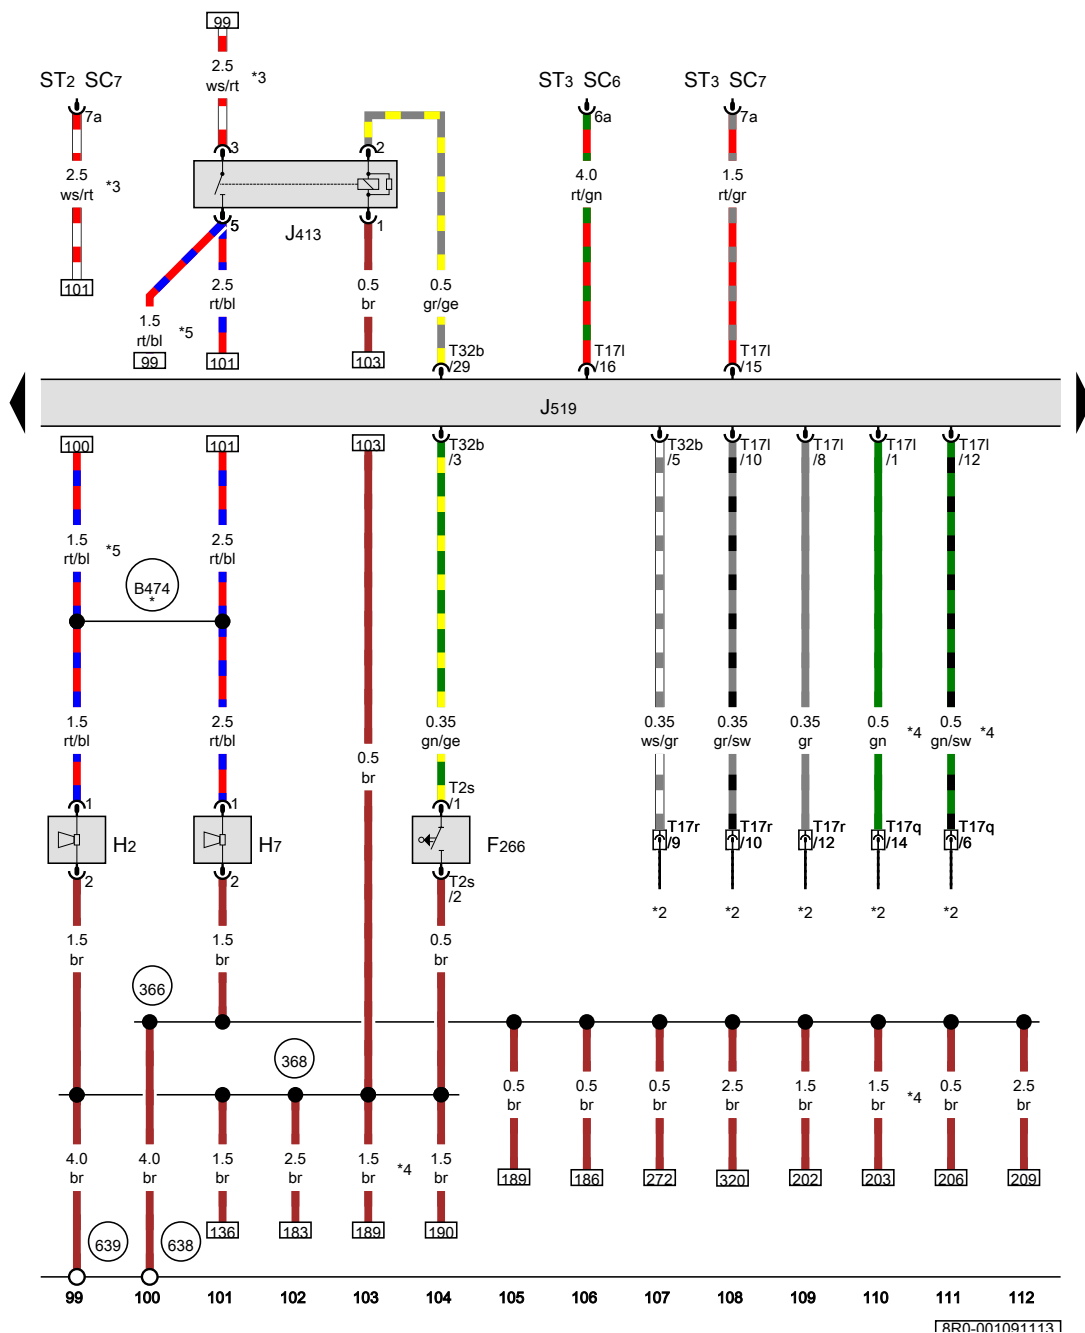 99
ST2 SC7
2.5
ws/rt
*3
ST3 SC6
ST3 SC7
7a
6a
7a
3
2
2.5
ws/rt
*3
4.0
rt/gn
1.5
rt/gr
5
1
J413
101
2.5
rt/bl
0.5
br
0.5
gr/ge
1.5
rt/bl
*5
99
101
103
T32b
/29
T17l
/16
T17l
/15
J519
100
101
103
T32b
/3
T32b
/5
T17l
/10
T17l
/8
T17l
/1
T17l
/12
1.5
rt/bl
*5
2.5
rt/bl
B474
*
1.5
rt/bl
2.5
rt/bl
0.5
br
0.35
gn/ge
0.35
ws/gr
0.35
gr/sw
0.35
gr
0.5
gn
*4
0.5
gn/sw
*4
1
1
T2s
/1
H2
H7
F266
T17r
/9
T17r
/10
T17r
/12
T17q
/14
T17q
/6
2
2
T2s
/2
*2
*2
*2
*2
*2
1.5
br
1.5
br
0.5
br
366
368
0.5
br
0.5
br
0.5
br
2.5
br
1.5
br
1.5
br
*4
0.5
br
2.5
br
4.0
br
4.0
br
1.5
br
2.5
br
1.5
br
*4
1.5
br
189
186
272
320
202
203
206
209
639
638
136
183
189
190
99
100
101
102
103
104
105
106
107
108
109
110
111
112
8R0-001091113